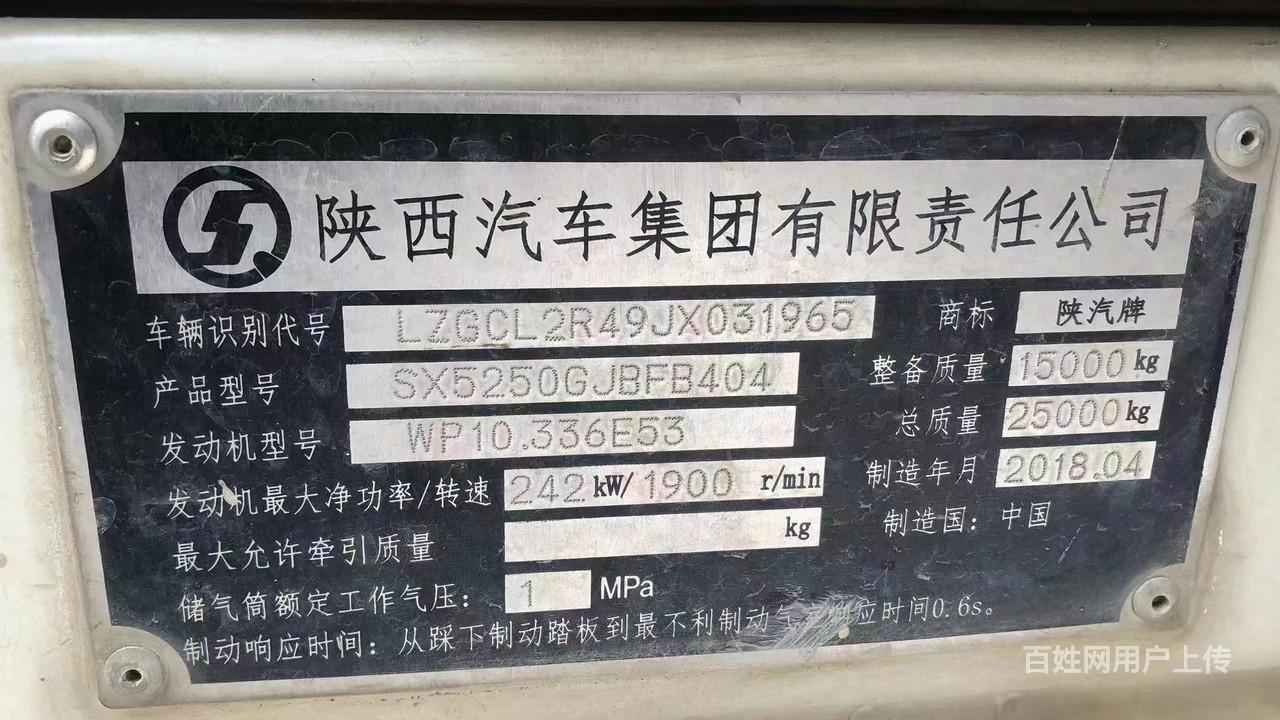 陕西汽车集团有限责任公司
车辆识别代号 LZGCL2R49JX031965 商标 陕汽牌
产品型号 SX5250GJBFB404 整备质量 15000 kg
发动机型号 WP10.336E53 总质量 25000 kg
发动机最大净功率/转速 242 kW/ 1900 r/min 制造年月 2018.04
最大允许牵引质量 kg 制造国：中国
储气筒额定工作气压： 1 MPa
制动响应时间：从踩下制动踏板到最不利制动气室响应时间0.6s。
百姓网用户上传